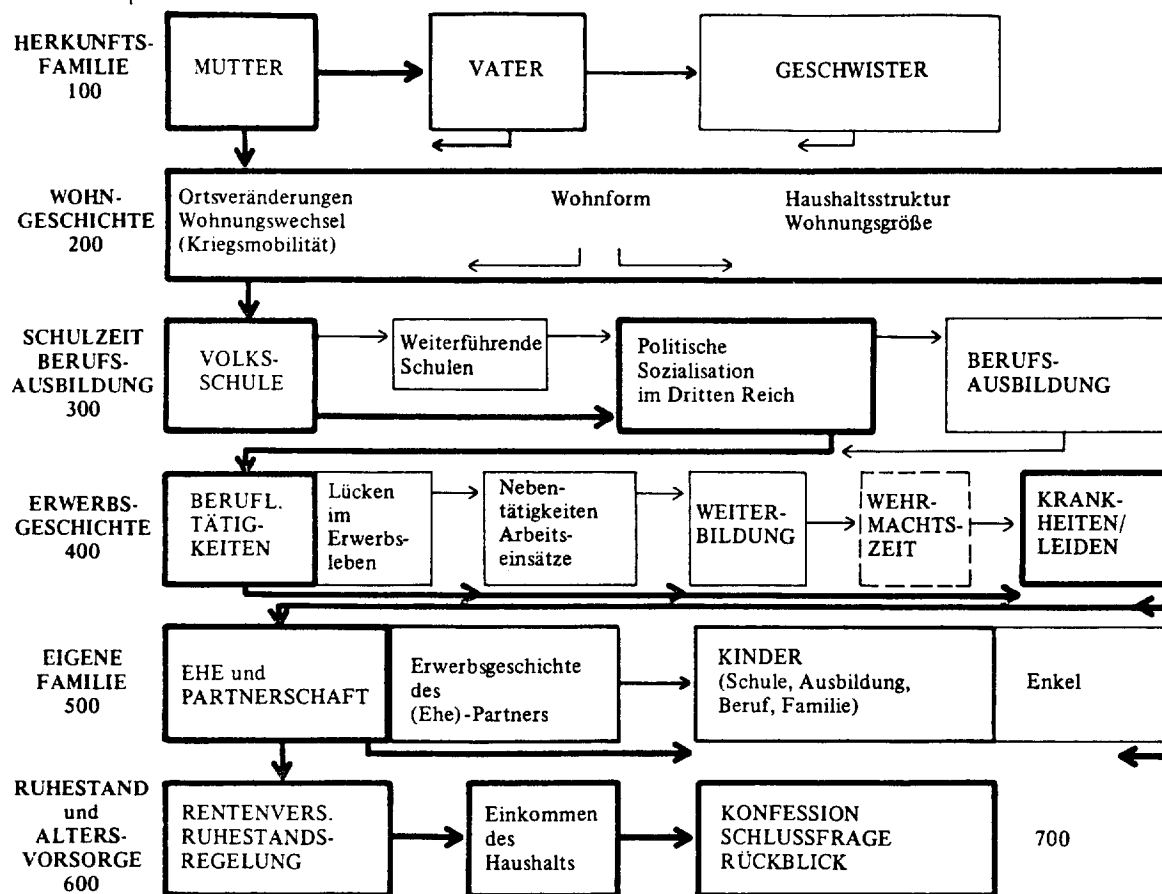 HERKUNFTS-
FAMILIE
100
MUTTER
VATER
GESCHWISTER
WOHN-
GESCHICHTE
200
Ortsveränderungen
Wohnungswechsel
(Kriegsmobilität)
Wohnform
Haushaltsstruktur
Wohnungsgröße
SCHULZEIT
BERUFS-
AUSBILDUNG
300
VOLKS-
SCHULE
Weiterführende
Schulen
Politische
Sozialisation
im Dritten Reich
BERUFS-
AUSBILDUNG
ERWERBS-
GESCHICHTE
400
BERUFL.
TÄTIG-
KEITEN
Lücken
im
Erwerbs-
leben
Neben-
tätigkeiten
Arbeits-
einsätze
WEITER-
BILDUNG
WEHR-
MACHTS-
ZEIT
KRANK-
HEITEN/
LEIDEN
EIGENE
FAMILIE
500
EHE und
PARTNERSCHAFT
Erwerbsgeschichte
des
(Ehe)-Partners
KINDER
(Schule, Ausbildung,
Beruf, Familie)
Enkel
RUHESTAND
und
ALTERS-
VORSORGE
600
RENTENVERS.
RUHESTANDS-
REGELUNG
Einkommen
des
Haushalts
KONFESSION
SCHLUSSFRAGE
RÜCKBLICK
700